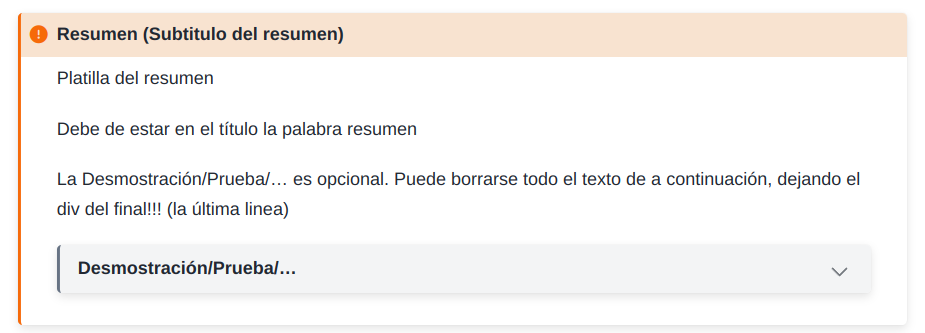 Resumen (Subtitulo del resumen)
Platilla del resumen
Debe de estar en el título la palabra resumen
La Desmostración/Prueba/… es opcional. Puede borrarse todo el texto de a continuación, dejando el
div del final!!! (la última linea)
Desmostración/Prueba/…